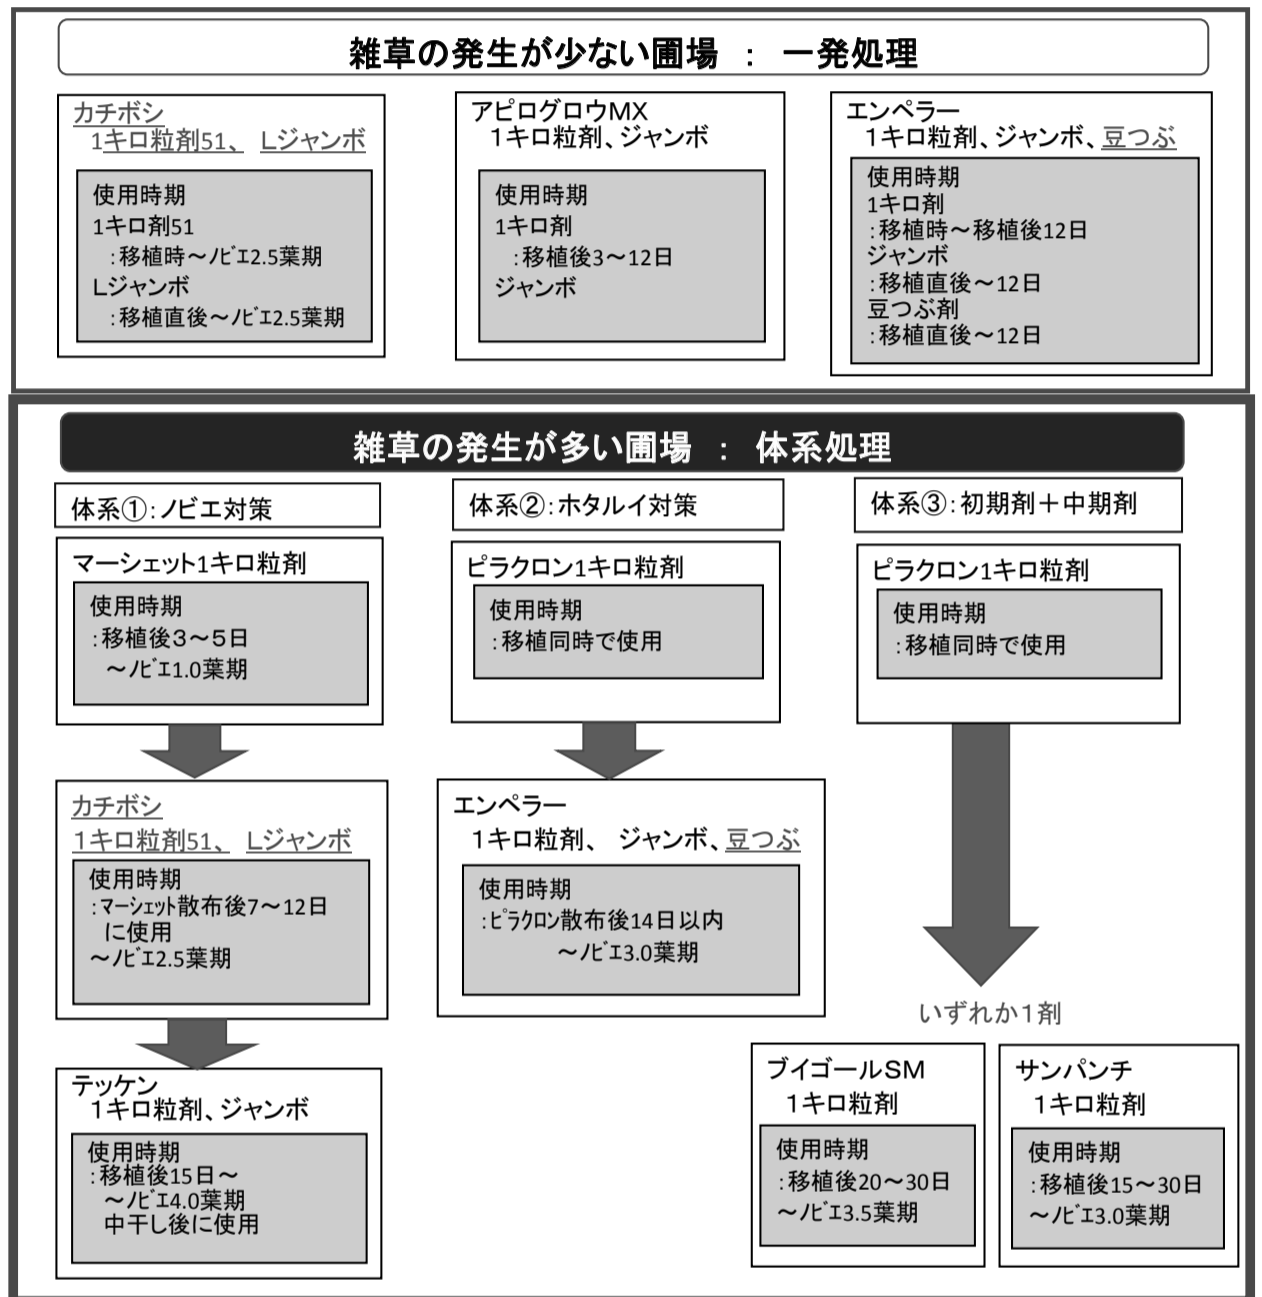 雑草の発生が少ない圃場 ： 一発処理
カチボシ
1キロ粒剤51、 Lジャンボ
使用時期
1キロ剤51
：移植時～ﾉﾋﾞｴ2.5葉期
Lジャンボ
：移植直後～ﾉﾋﾞｴ2.5葉期
アピログロウMX
1キロ粒剤、ジャンボ
使用時期
1キロ剤
：移植後3～12日
ジャンボ
エンペラー
1キロ粒剤、ジャンボ、豆つぶ
使用時期
1キロ剤
：移植時～移植後12日
ジャンボ
：移植直後～12日
豆つぶ剤
：移植直後～12日
雑草の発生が多い圃場 ： 体系処理
体系①：ノビエ対策
マーシェット1キロ粒剤
使用時期
：移植後3～5日
～ﾉﾋﾞｴ1.0葉期
カチボシ
1キロ粒剤51、 Lジャンボ
使用時期
：ﾏｰｼｪｯﾄ散布後7～12日
に使用
～ﾉﾋﾞｴ2.5葉期
テッケン
1キロ粒剤、ジャンボ
使用時期
：移植後15日～
～ﾉﾋﾞｴ4.0葉期
中干し後に使用
体系②：ホタルイ対策
ピラクロン1キロ粒剤
使用時期
：移植同時で使用
エンペラー
1キロ粒剤、 ジャンボ、豆つぶ
使用時期
：ﾋﾟﾗｸﾛﾝ散布後14日以内
～ﾉﾋﾞｴ3.0葉期
体系③：初期剤＋中期剤
ピラクロン1キロ粒剤
使用時期
：移植同時で使用
いずれか1剤
ブイゴールSM
1キロ粒剤
使用時期
：移植後20～30日
～ﾉﾋﾞｴ3.5葉期
サンパンチ
1キロ粒剤
使用時期
：移植後15～30日
～ﾉﾋﾞｴ3.0葉期